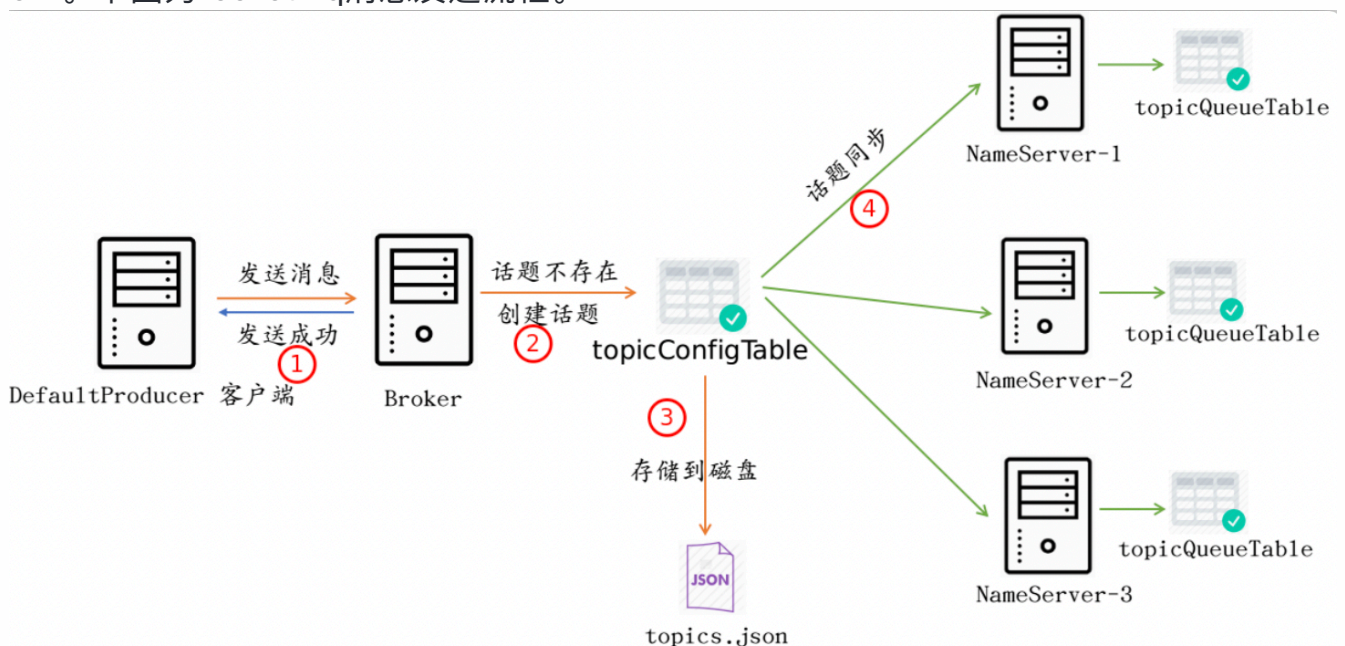 发送消息
发送成功
1
DefaultProducer 客户端
Broker
话题不存在
创建话题
2
topicConfigTable
3
存储到磁盘
JSON
topics.json
话题同步
4
NameServer-1
topicQueueTable
NameServer-2
topicQueueTable
NameServer-3
topicQueueTable